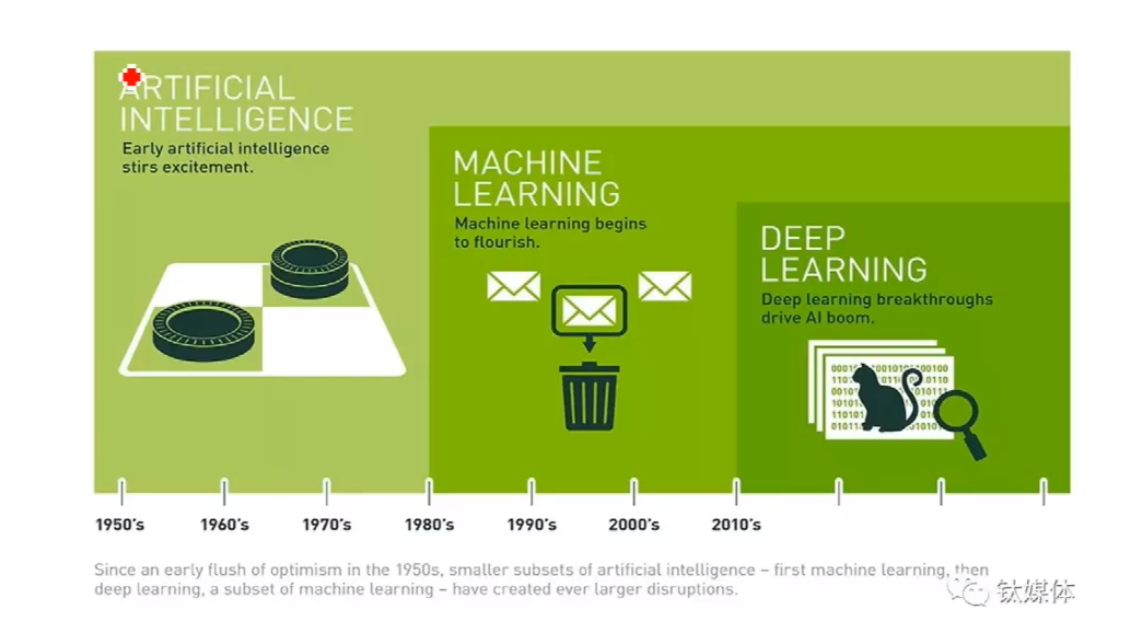 ARTIFICIAL
INTELLIGENCE
Early artificial intelligence
stirs excitement.
MACHINE
LEARNING
Machine learning begins
to flourish.
DEEP
LEARNING
Deep learning breakthroughs
drive AI boom.
1950's 1960's 1970's 1980's 1990's 2000's 2010's
Since an early flush of optimism in the 1950s, smaller subsets of artificial intelligence – first machine learning, then
deep learning, a subset of machine learning – have created ever larger disruptions.
钛媒体